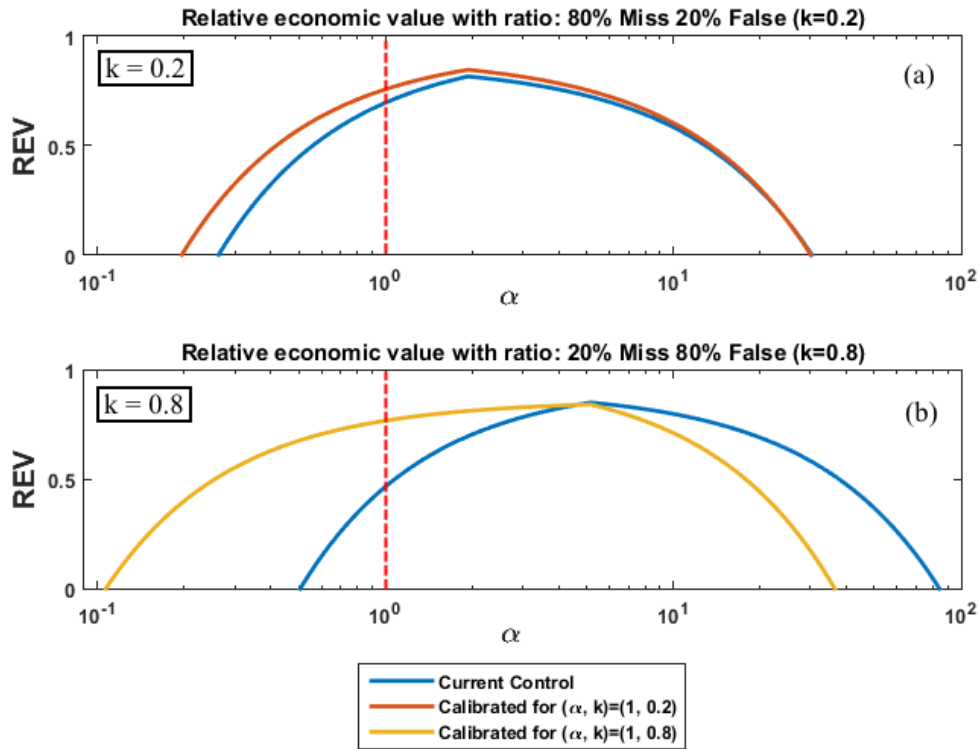 Relative economic value with ratio: 80% Miss 20% False (k=0.2)
1
k = 0.2
(a)
REV
0.5
0
10^-1
10^0
10^1
10^2
α
Relative economic value with ratio: 20% Miss 80% False (k=0.8)
1
k = 0.8
(b)
REV
0.5
0
10^-1
10^0
10^1
10^2
α
Current Control
Calibrated for (α, k)=(1, 0.2)
Calibrated for (α, k)=(1, 0.8)